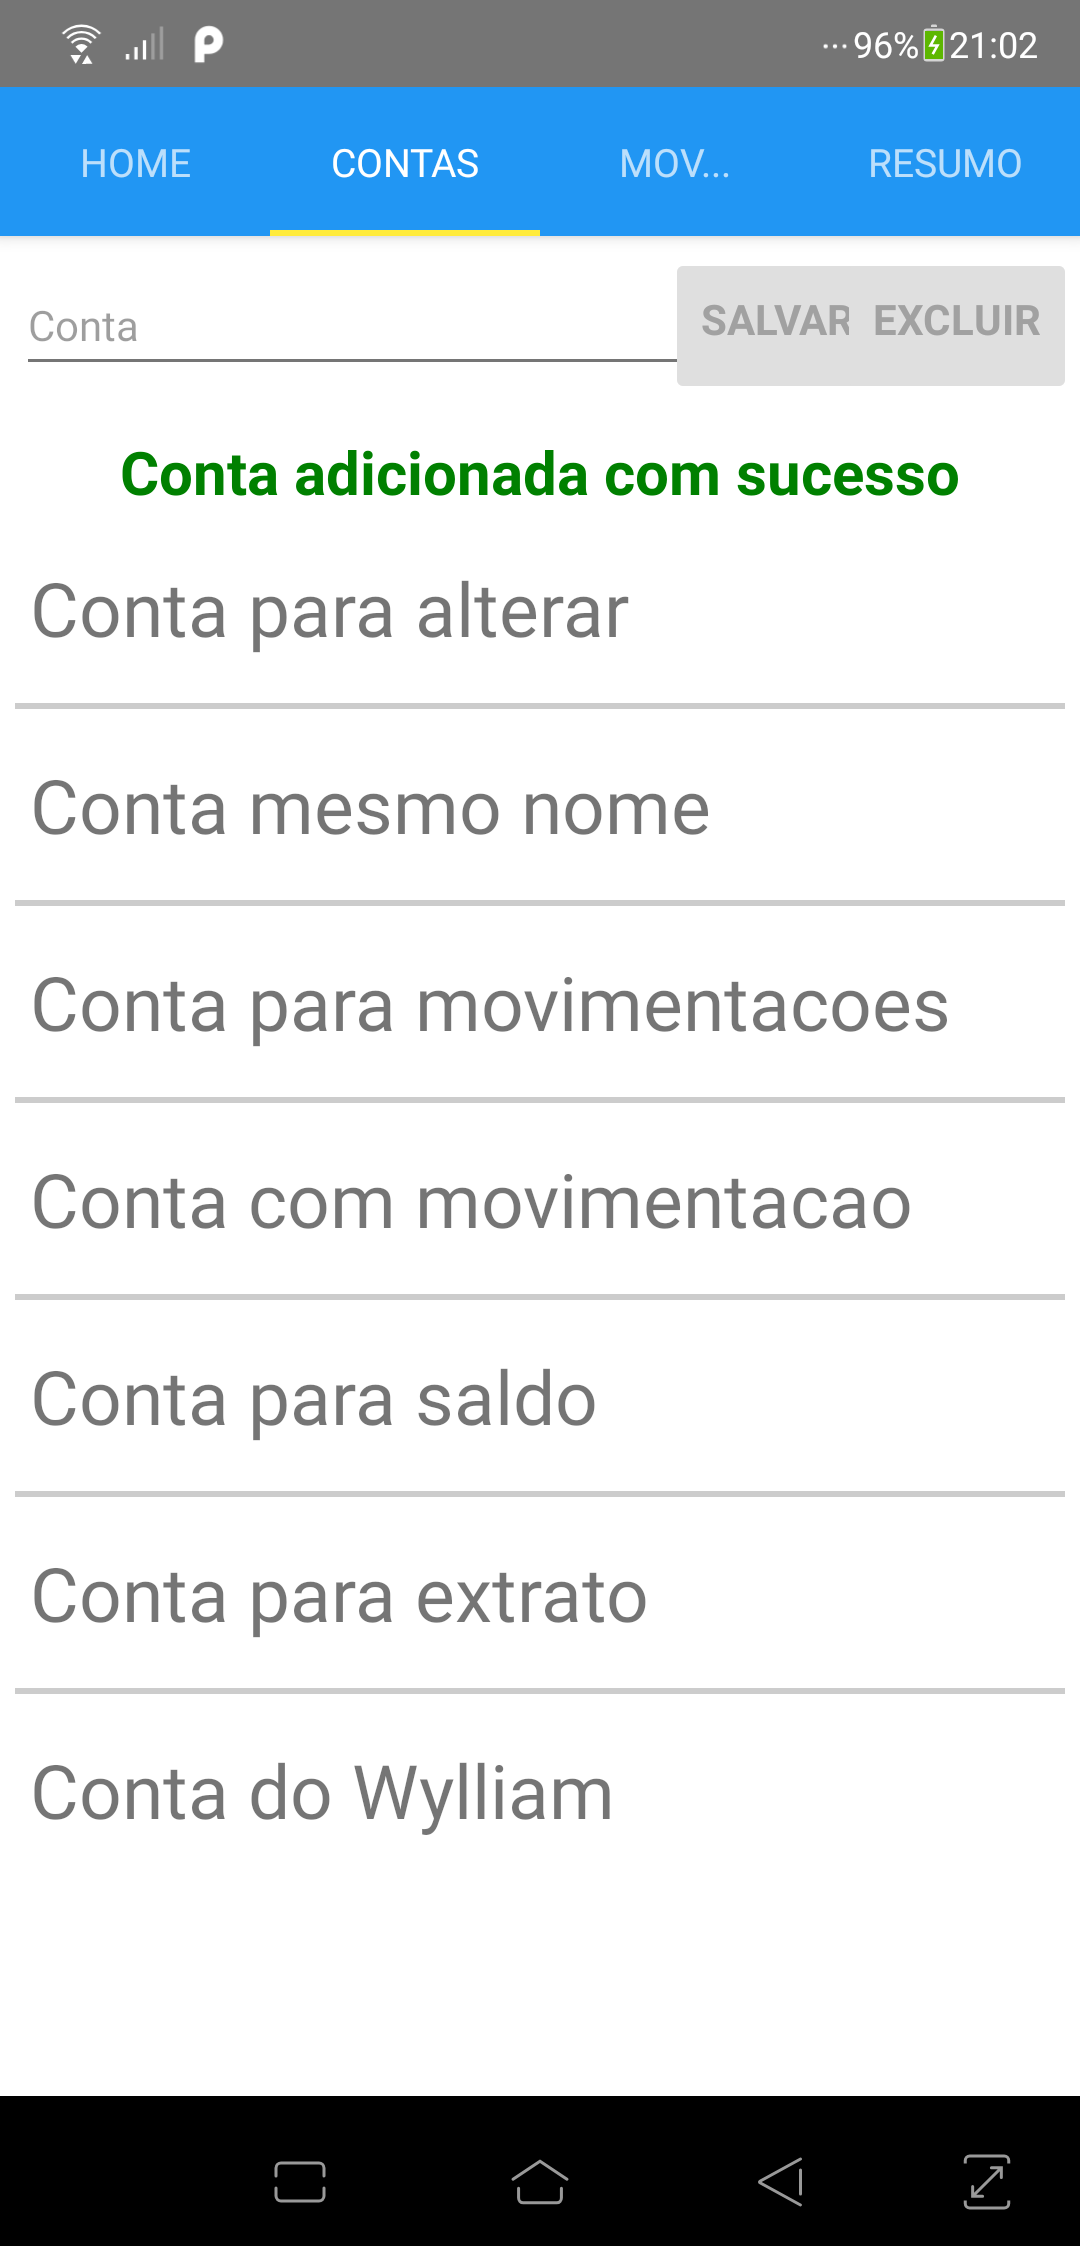 ... 96% 21:02
HOME CONTAS MOV... RESUMO
Conta SALVAR EXCLUIR
Conta adicionada com sucesso
Conta para alterar
Conta mesmo nome
Conta para movimentacoes
Conta com movimentacao
Conta para saldo
Conta para extrato
Conta do Wylliam